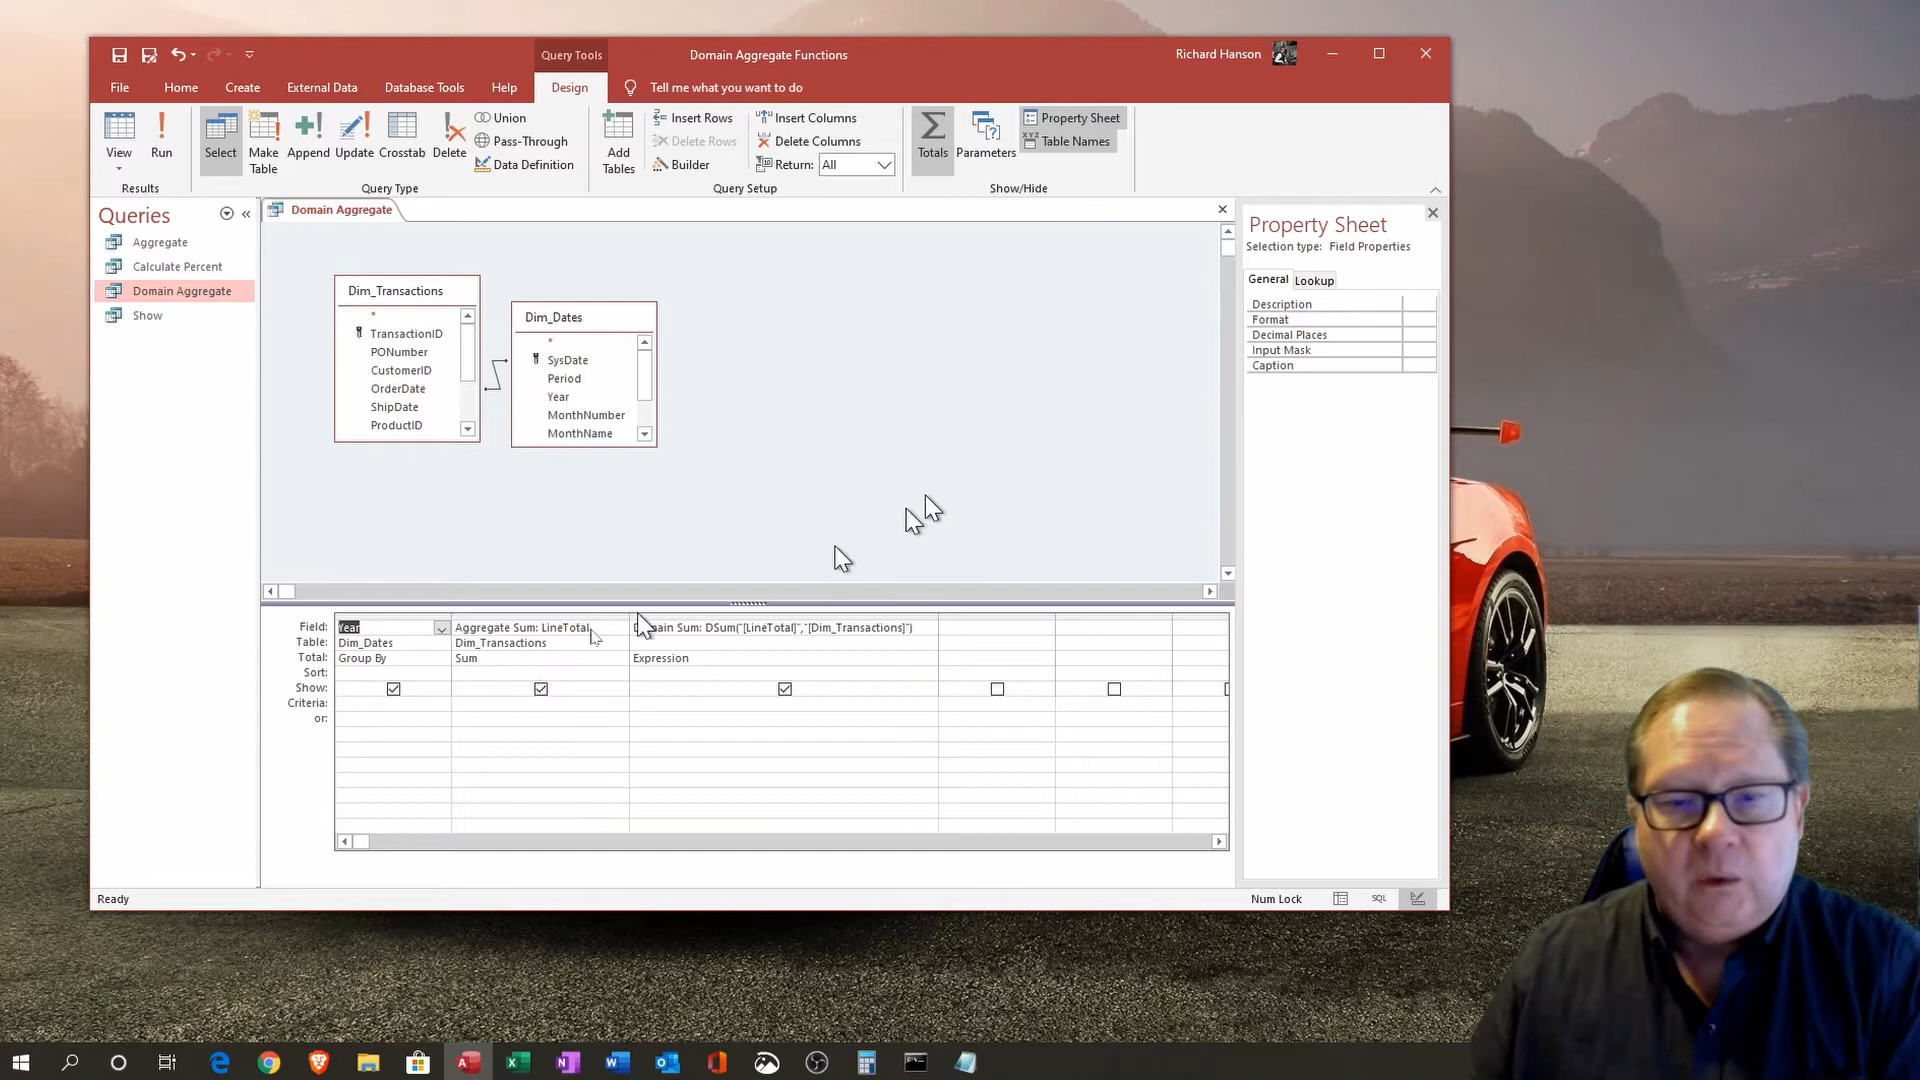 Query Tools
Domain Aggregate Functions
Richard Hanson
File
Home
Create
External Data
Database Tools
Help
Design
Tell me what you want to do
View
Run
Results
Select
Make Table
Append
Update
Crosstab
Delete
Union
Pass-Through
Data Definition
Query Type
Add Tables
Insert Rows
Delete Rows
Builder
Insert Columns
Delete Columns
Return: All
Query Setup
Totals
Parameters
Property Sheet
XYZ Table Names
Show/Hide
Queries
Aggregate
Calculate Percent
Domain Aggregate
Show
Domain Aggregate
Dim_Transactions
*
TransactionID
PONumber
CustomerID
OrderDate
ShipDate
ProductID
Dim_Dates
*
SysDate
Period
Year
MonthNumber
MonthName
Field: Year Aggregate Sum: LineTotal Sum: DSum("[LineTotal]","[Dim_Transactions]")
Table: Dim_Dates Dim_Transactions
Total: Group By Sum Expression
Sort:
Show:
Criteria:
or:
Property Sheet
Selection type: Field Properties
General Lookup
Description
Format
Decimal Places
Input Mask
Caption
Ready
Num Lock
SQL